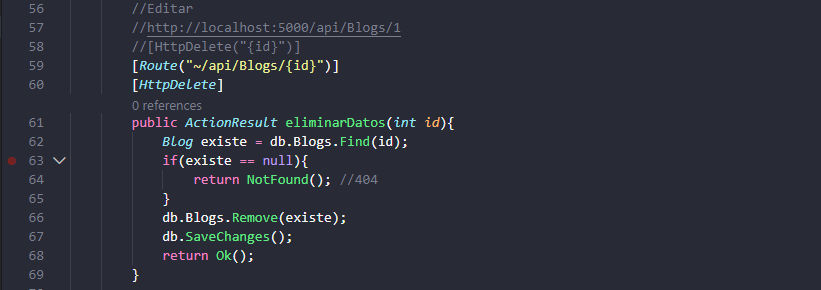 56 //Editar
57 //http://localhost:5000/api/Blogs/1
58 //[HttpDelete("{id}")]
59 [Route("~/api/Blogs/{id}")]
60 [HttpDelete]
0 references
61 public ActionResult eliminarDatos(int id){
62 Blog existe = db.Blogs.Find(id);
63 if(existe == null){
64 return NotFound(); //404
65 }
66 db.Blogs.Remove(existe);
67 db.SaveChanges();
68 return Ok();
69 }